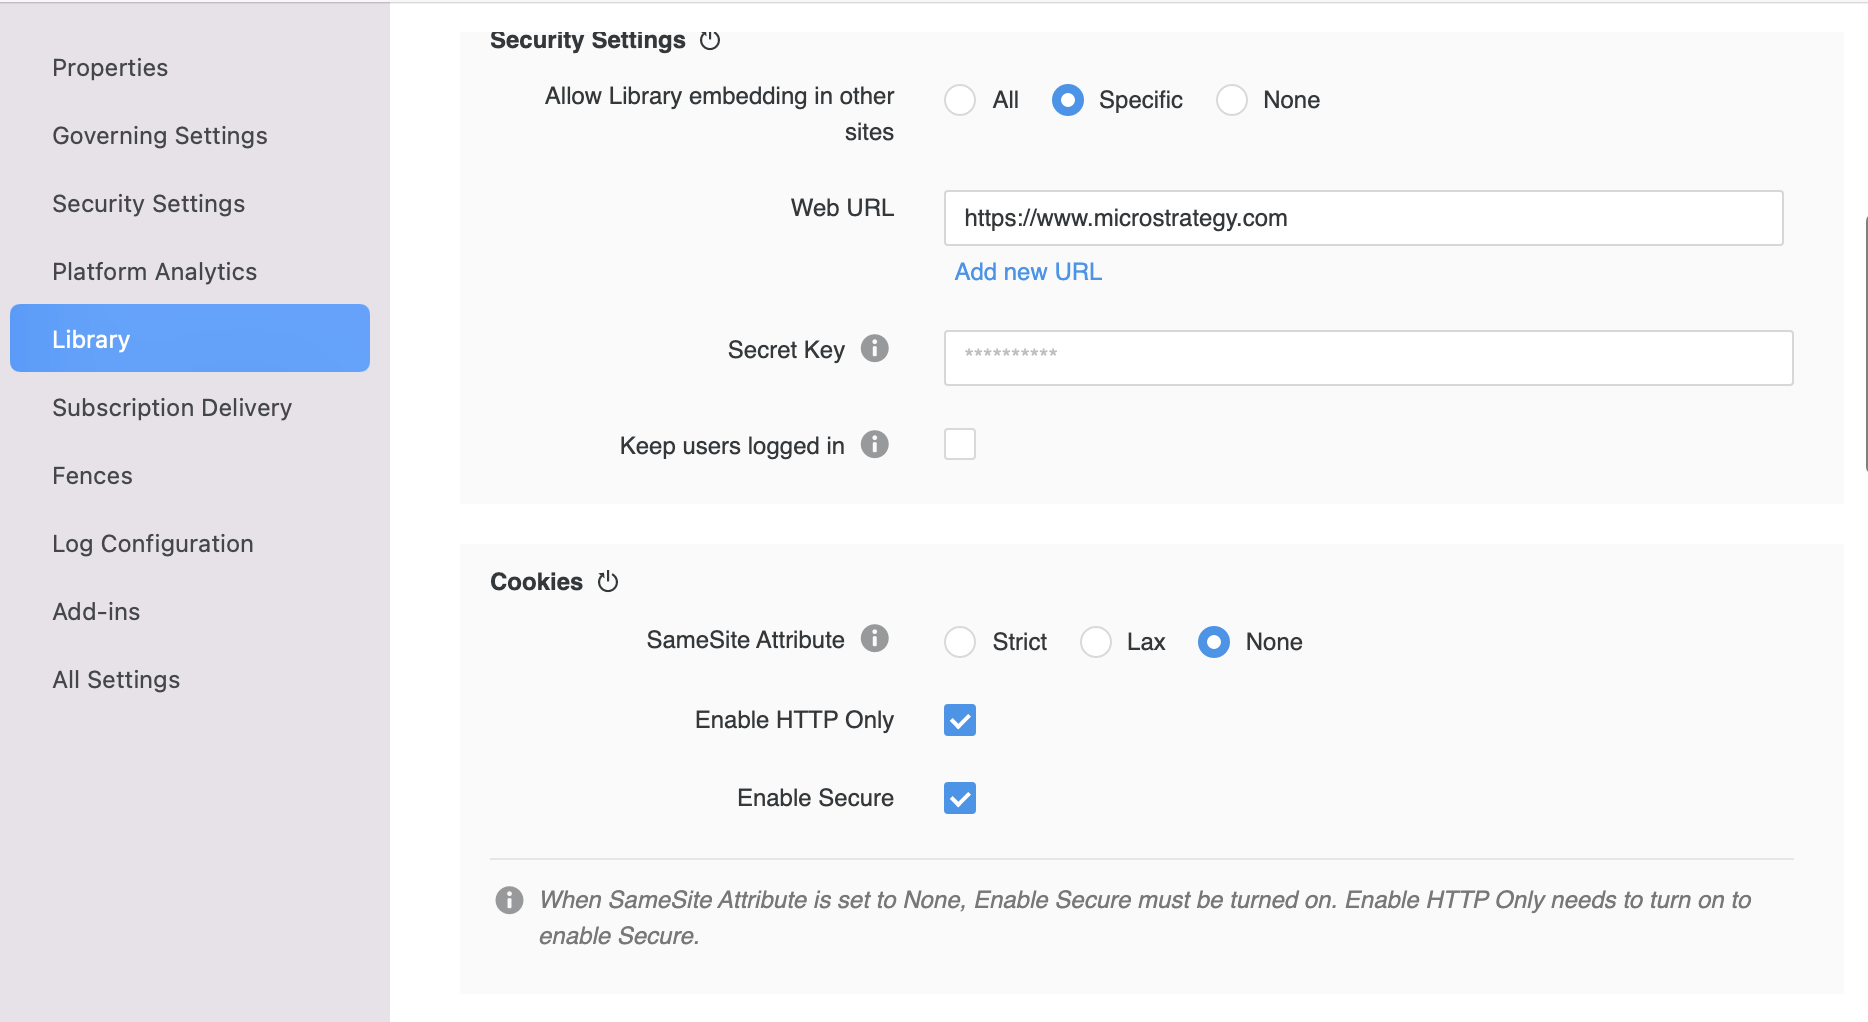 Properties
Governing Settings
Security Settings
Platform Analytics
Library
Subscription Delivery
Fences
Log Configuration
Add-ins
All Settings
Security Settings
Allow Library embedding in other
sites
All Specific None
Web URL https://www.microstrategy.com
Add new URL
Secret Key **********
Keep users logged in
Cookies
SameSite Attribute Strict Lax None
Enable HTTP Only
Enable Secure
When SameSite Attribute is set to None, Enable Secure must be turned on. Enable HTTP Only needs to turn on to
enable Secure.